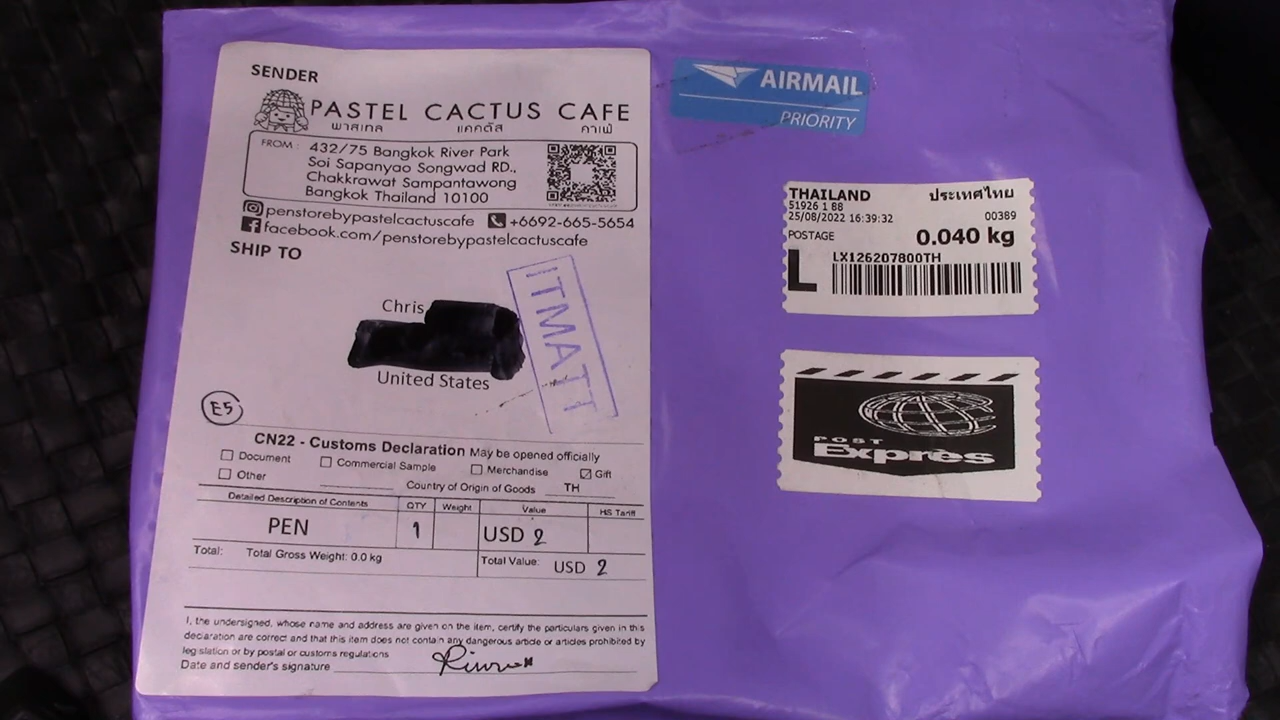 SENDER
PASTEL CACTUS CAFE
พาสเทล แคคตัส คาเฟ่
FROM : 432/75 Bangkok River Park
Soi Sapanyao Songwad RD.,
Chakkrawat Sampantawong
Bangkok Thailand 10100
penstorebypastelcactuscafe +6692-665-5654
facebook.com/penstorebypastelcactuscafe
SHIP TO
Chris
United States
ITMATT
E5
CN22 - Customs Declaration May be opened officially
Document Commercial Sample Merchandise Gift
Other Country of Origin of Goods TH
Detailed Description of Contents QTY Weight Value HS Tariff
PEN 1 USD 2
Total: Total Gross Weight: 0.0 kg Total Value: USD 2
I, the undersigned, whose name and address are given on the item, certify the particulars given in this
declaration are correct and that this item does not contain any dangerous article or articles prohibited by
legislation or by postal or customs regulations
Date and sender's signature
AIRMAIL
PRIORITY
THAILAND ประเทศไทย
51926 1 88
25/08/2022 16:39:32 00389
POSTAGE 0.040 kg
L LX126207800TH
POST
Exprès